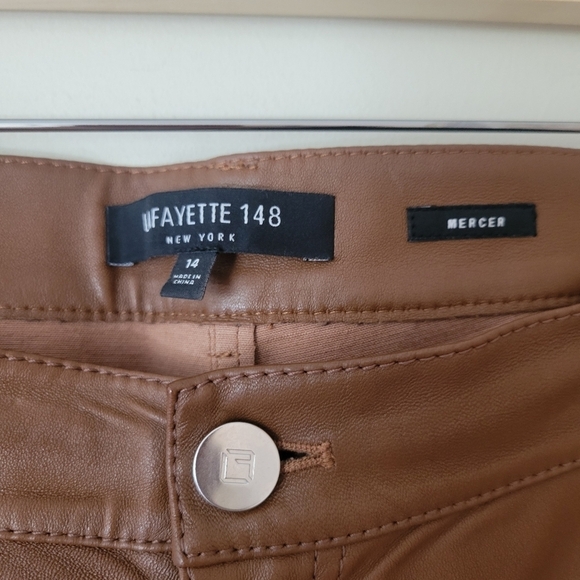 LAFAYETTE 148
NEW YORK
14
MADE IN
CHINA
MERCER